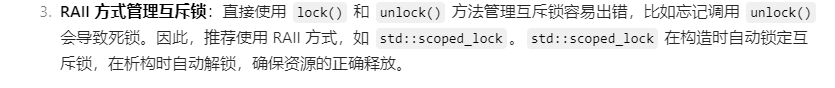 3. RAII 方式管理互斥锁：直接使用 lock() 和 unlock() 方法管理互斥锁容易出错，比如忘记调用 unlock()
会导致死锁。因此，推荐使用 RAII 方式，如 std::scoped_lock 。 std::scoped_lock 在构造时自动锁定互
斥锁，在析构时自动解锁，确保资源的正确释放。